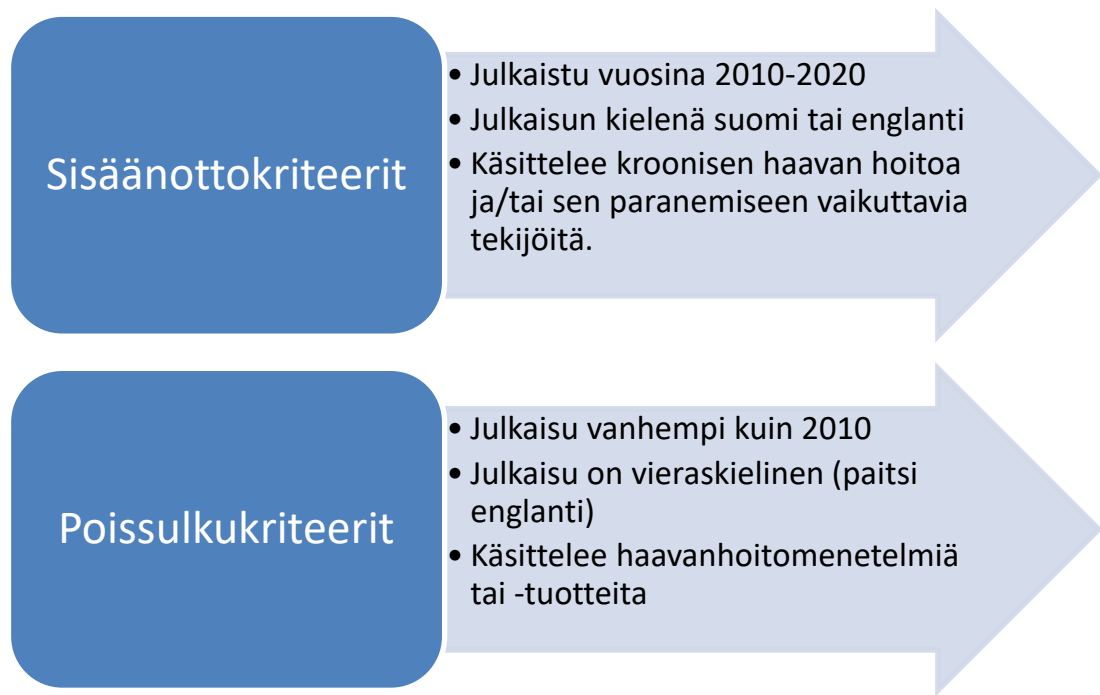 Sisäänottokriteerit
• Julkaistu vuosina 2010-2020
• Julkaisun kielenä suomi tai englanti
• Käsittelee kroonisen haavan hoitoa
ja/tai sen paranemiseen vaikuttavia
tekijöitä.
Poissulkukriteerit
• Julkaisu vanhempi kuin 2010
• Julkaisu on vieraskielinen (paitsi
englanti)
• Käsittelee haavanhoitomenetelmiä
tai -tuotteita